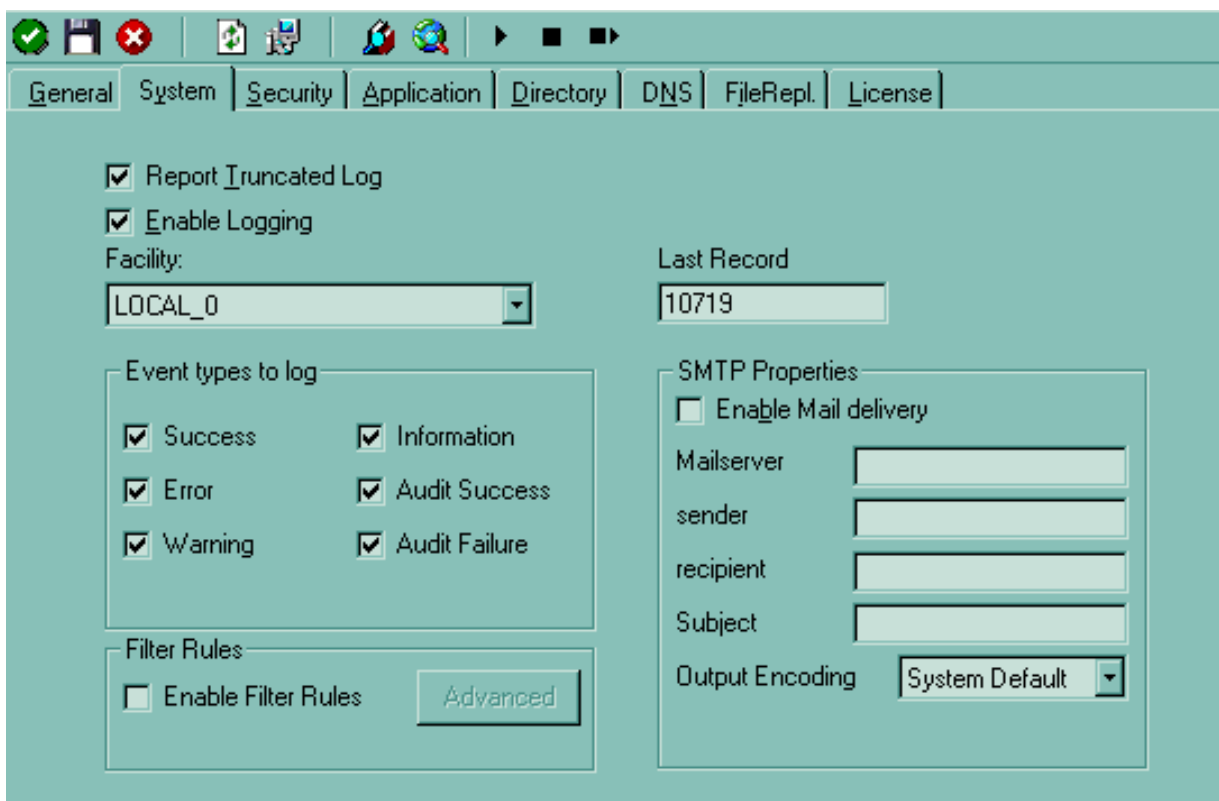 General System Security Application Directory DNS FileRepl. License
Report Truncated Log
Enable Logging
Facility:
LOCAL_0
Last Record
10719
Event types to log
Success
Information
Error
Audit Success
Warning
Audit Failure
Filter Rules
Enable Filter Rules
Advanced
SMTP Properties
Enable Mail delivery
Mailserver
sender
recipient
Subject
Output Encoding
System Default